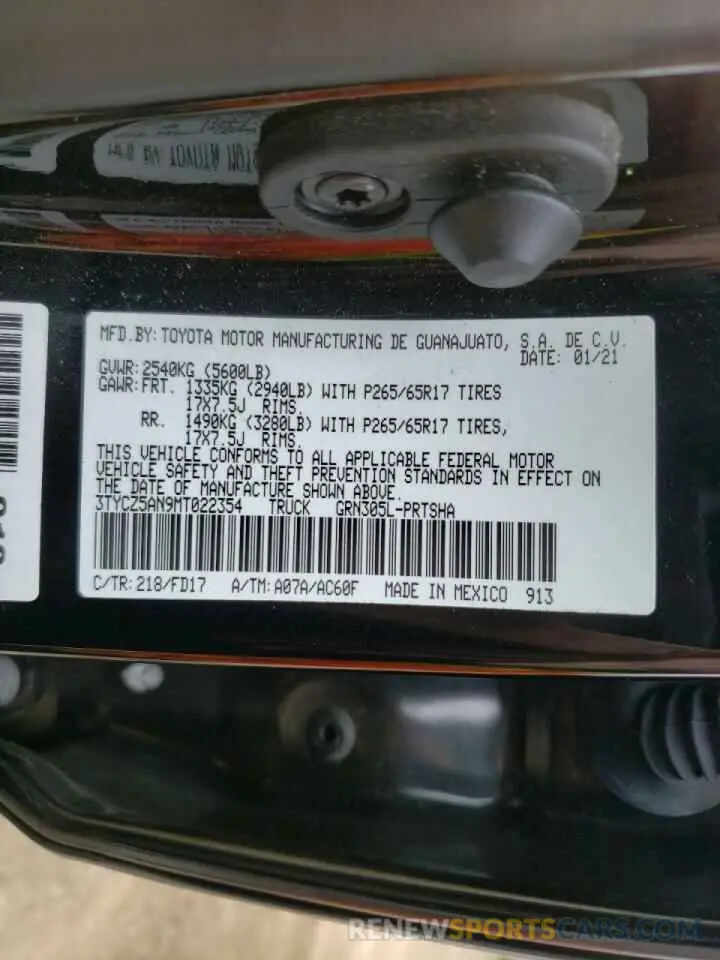 MFD.BY:TOYOTA MOTOR MANUFACTURING DE GUANAJUATO, S.A. DE C.V.
DATE: 01/21
GVWR:2540KG (5600LB)
GAWR:FRT. 1335KG (2940LB) WITH P265/65R17 TIRES
17X7.5J RIMS.
RR. 1490KG (3280LB) WITH P265/65R17 TIRES,
17X7.5J RIMS.
THIS VEHICLE CONFORMS TO ALL APPLICABLE FEDERAL MOTOR
VEHICLE SAFETY AND THEFT PREVENTION STANDARDS IN EFFECT ON
THE DATE OF MANUFACTURE SHOWN ABOVE.
3TYCZ5AN9MT022354 TRUCK GRN305L-PRTSHA
C/TR:218/FD17 A/TM:A07A/AC60F MADE IN MEXICO 913
RENEWSPORTSCARS.COM